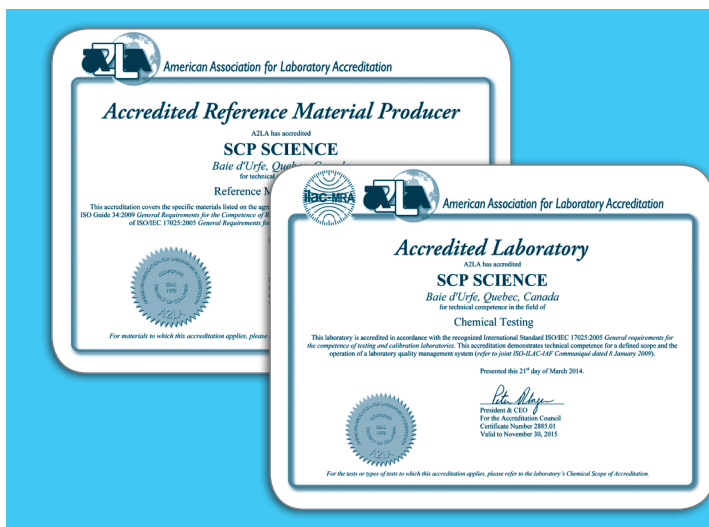 A2LA
American Association for Laboratory Accreditation
Accredited Reference Material Producer
A2LA has accredited
SCP SCIENCE
Baie d'Urfe,
for technical
Reference
This accreditation covers the specific materials listed on the
ISO Guide 34:2009 General Requirements for the Competence of
of ISO/IEC 17025:2005 General Requirements
For materials to which this accreditation applies, please
ilac-MRA
A2LA
American Association for Laboratory Accreditation
Accredited Laboratory
A2LA has accredited
SCP SCIENCE
Baie d'Urfe, Quebec, Canada
for technical competence in the field of
Chemical Testing
This laboratory is accredited in accordance with the recognized International Standard ISO/IEC 17025:2005 General requirements for
the competence of testing and calibration laboratories. This accreditation demonstrates technical competence for a defined scope and the
operation of a laboratory quality management system (refer to joint ISO-ILAC-IAF Communiqué dated 8 January 2009).
Presented this 21st day of March 2014.
President & CEO
For the Accreditation Council
Certificate Number 2885.01
Valid to November 30, 2015
For the tests or types of tests to which this accreditation applies, please refer to the laboratory's Chemical Scope of Accreditation.